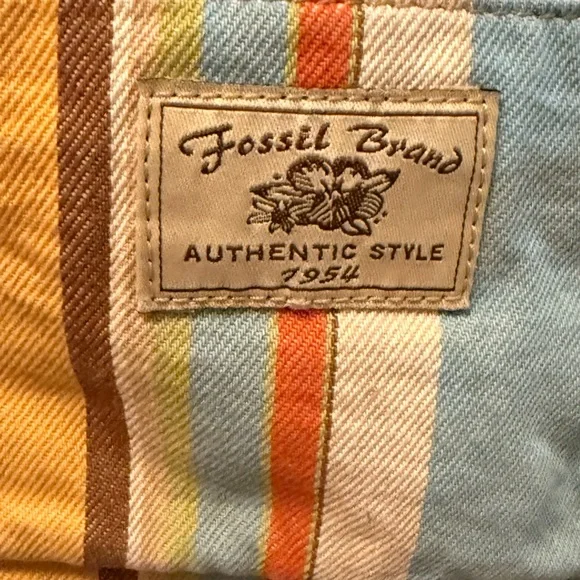 Fossil Brand
AUTHENTIC STYLE
1954